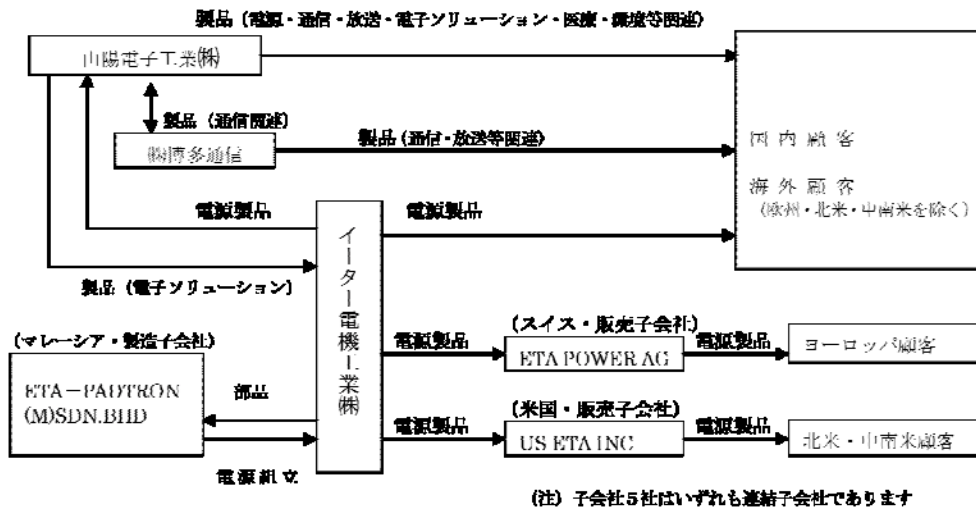 製品（電源・通信・放送・電子ソリューション・医療・環境等関連）
山陽電子工業㈱
製品（通信関連）
㈱博多通信
製品（通信・放送等関連）
国内顧客
海外顧客
（欧州・北米・中南米を除く）
電源製品
電源製品
イーター電機工業㈱
製品（電子ソリューション）
（マレーシア・製造子会社）
ETA－PADTRON
(M)SDN.BHD
部品
電源組立
電源製品
（スイス・販売子会社）
ETA POWER AG
電源製品
ヨーロッパ顧客
電源製品
（米国・販売子会社）
US ETA INC
電源製品
北米・中南米顧客
（注）子会社５社はいずれも連結子会社であります